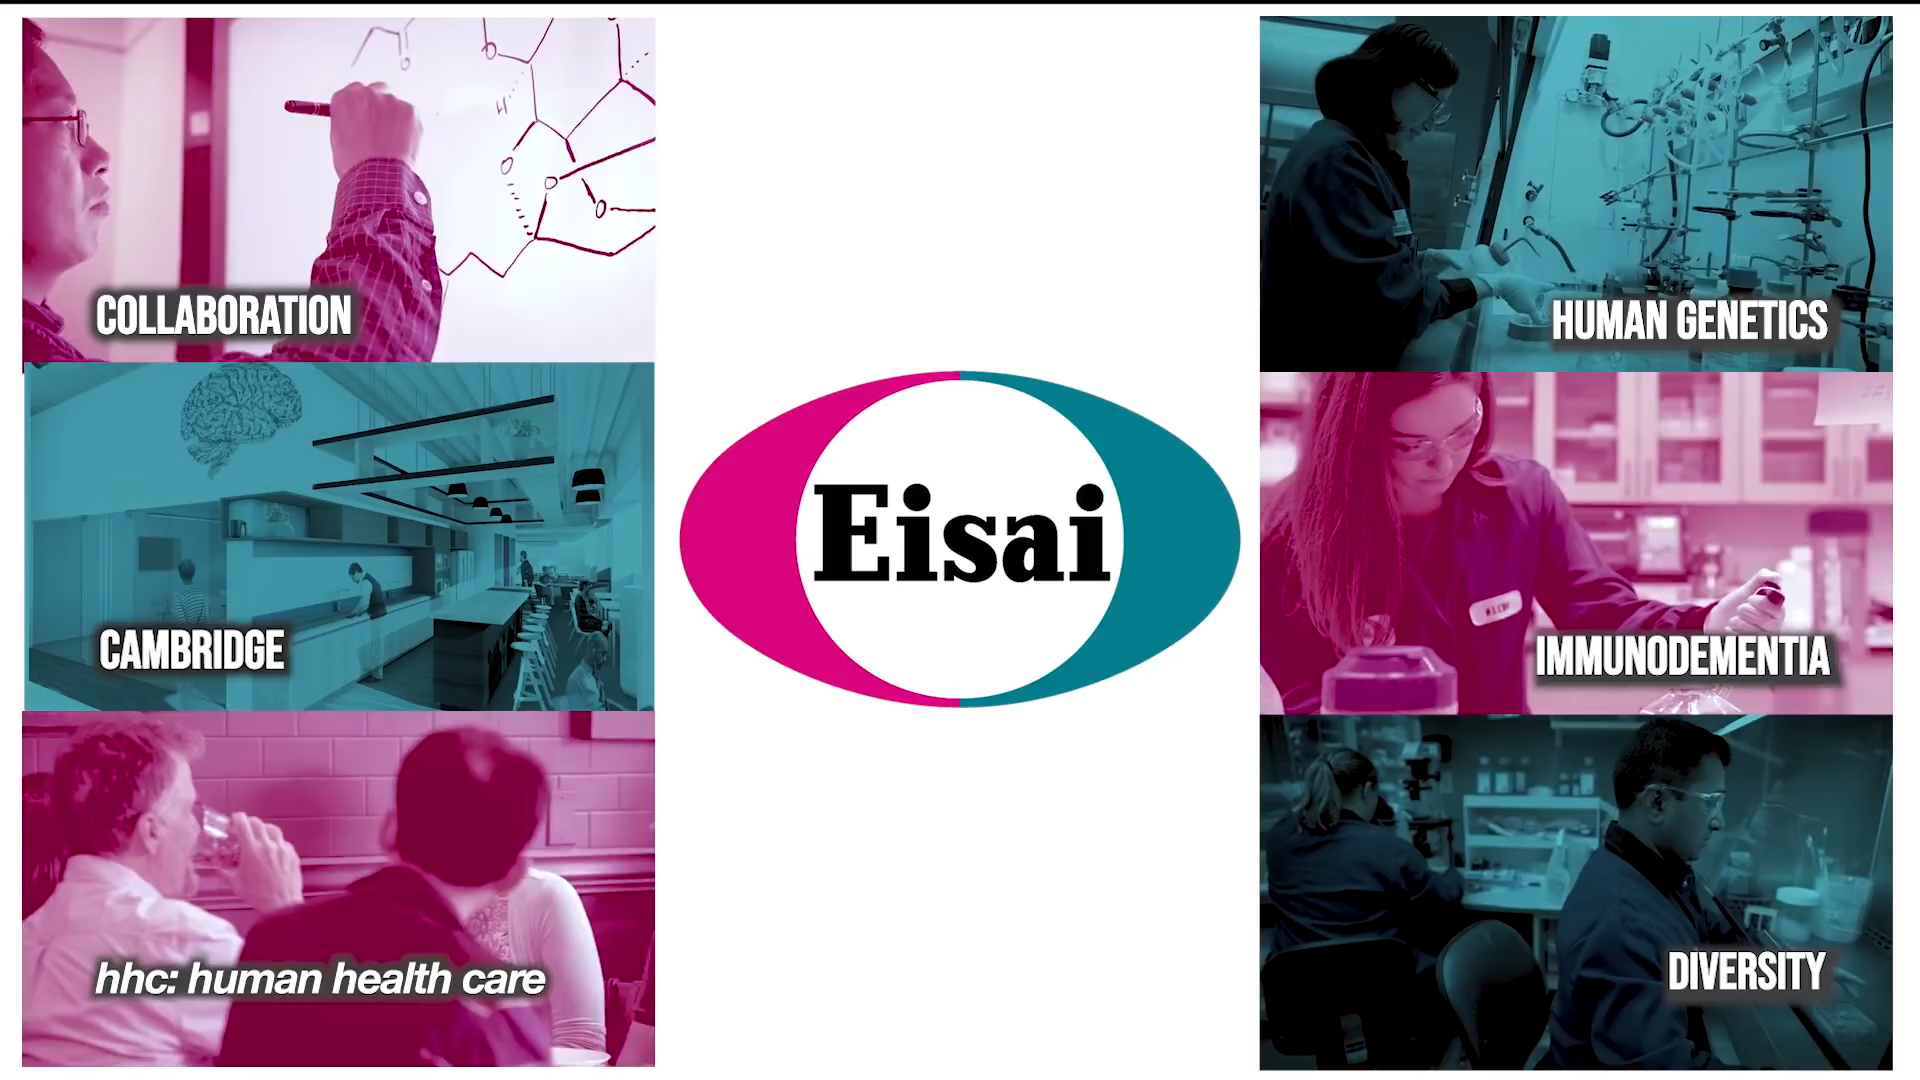 COLLABORATION
HUMAN GENETICS
Eisai
CAMBRIDGE
IMMUNODEMENTIA
hhc: human health care
DIVERSITY